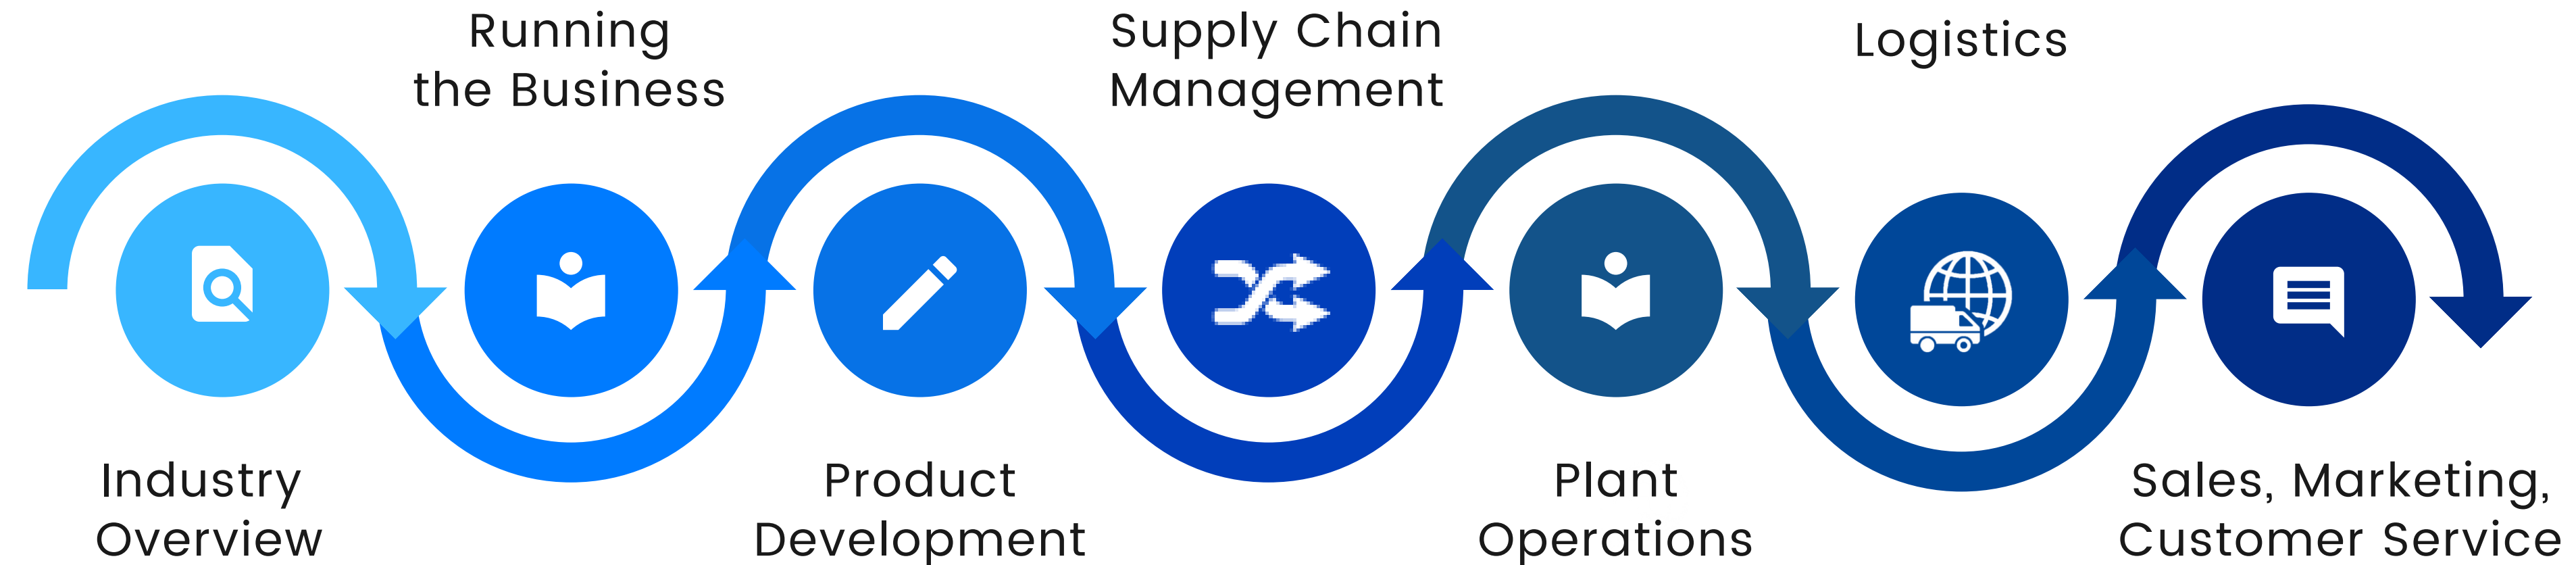 Industry
Overview
Running
the Business
Product
Development
Supply Chain
Management
Plant
Operations
Logistics
Sales, Marketing,
Customer Service